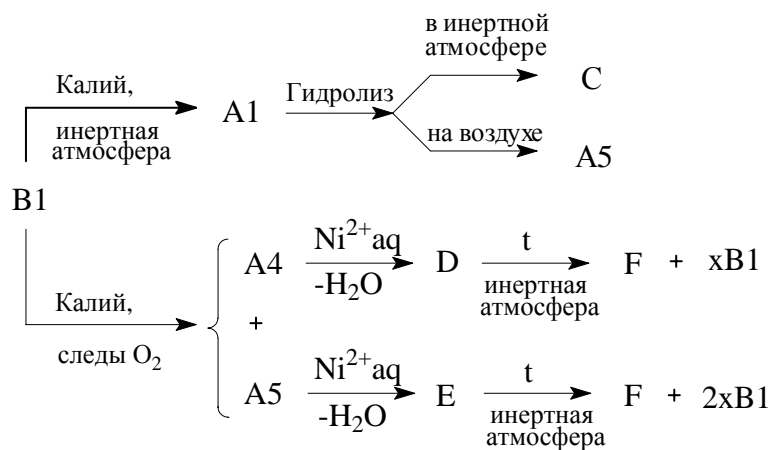 Калий,
инертная
атмосфера
A1
Гидролиз
в инертной
атмосфере
C
на воздухе
A5
B1
Калий,
следы O₂
A4
+
A5
Ni²⁺aq
-H₂O
D
t
инертная
атмосфера
F + xB1
Ni²⁺aq
-H₂O
E
t
инертная
атмосфера
F + 2xB1